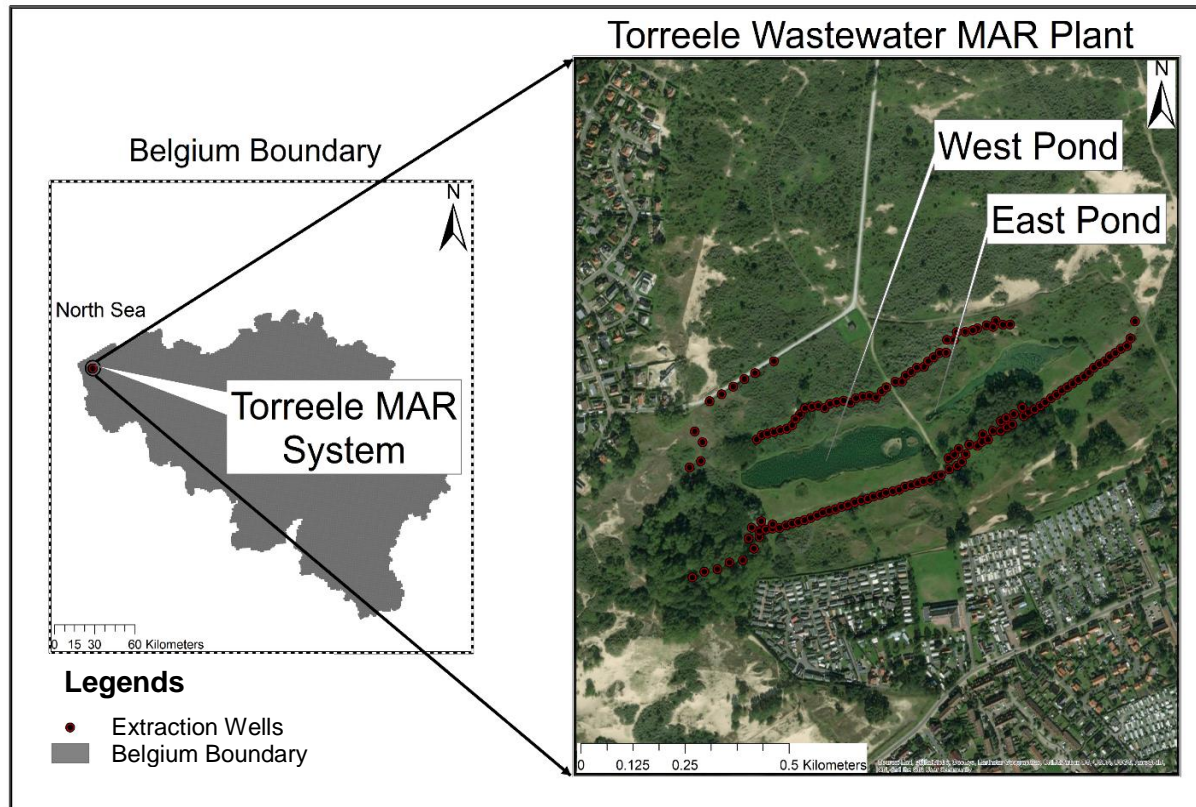 Torreele Wastewater MAR Plant
N
West Pond
East Pond
0 0.125 0.25 0.5 Kilometers
Belgium Boundary
N
North Sea
Torreele MAR
System
0 15 30 60 Kilometers
Legends
Extraction Wells
Belgium Boundary